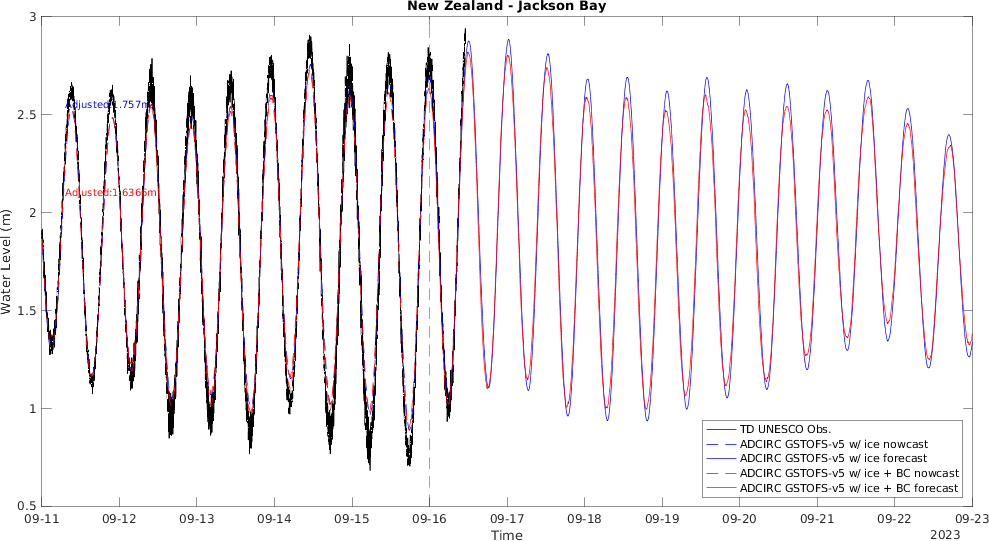 New Zealand - Jackson Bay
3
2.5
2
1.5
1
0.5
Water Level (m)
Adjusted:1.757m
Adjusted:1.6366m
TD UNESCO Obs.
ADCIRC GSTOFS-v5 w/ ice nowcast
ADCIRC GSTOFS-v5 w/ ice forecast
ADCIRC GSTOFS-v5 w/ ice + BC nowcast
ADCIRC GSTOFS-v5 w/ ice + BC forecast
09-11 09-12 09-13 09-14 09-15 09-16 09-17 09-18 09-19 09-20 09-21 09-22 09-23
Time
2023